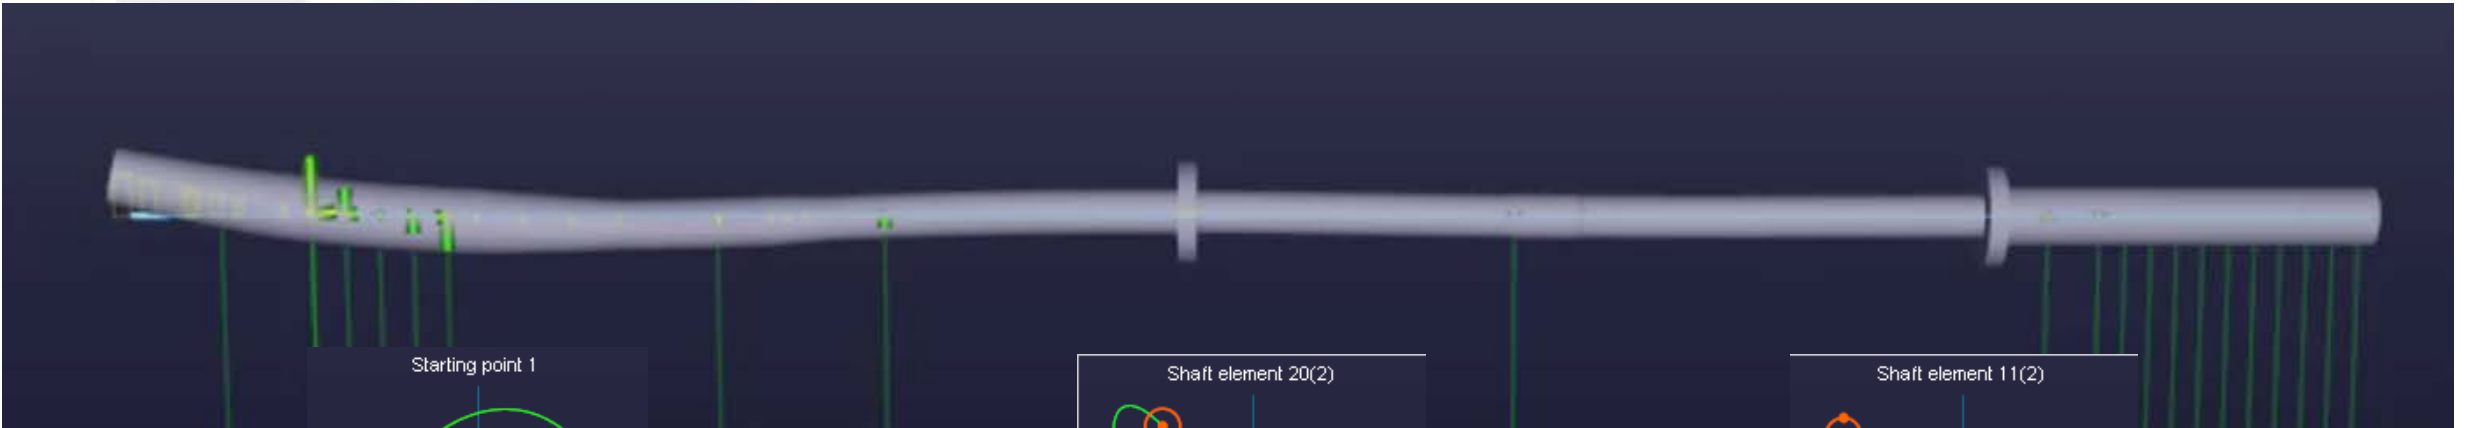 Starting point 1
Shaft element 20(2)
Shaft element 11(2)